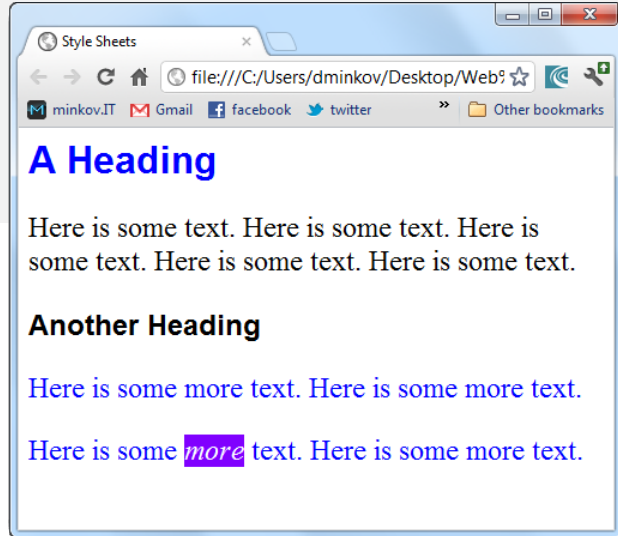 Style Sheets
file:///C:/Users/dminkov/Desktop/Web%
minkov.IT Gmail facebook twitter » Other bookmarks
A Heading
Here is some text. Here is some text. Here is
some text. Here is some text. Here is some text.
Another Heading
Here is some more text. Here is some more text.
Here is some more text. Here is some more text.